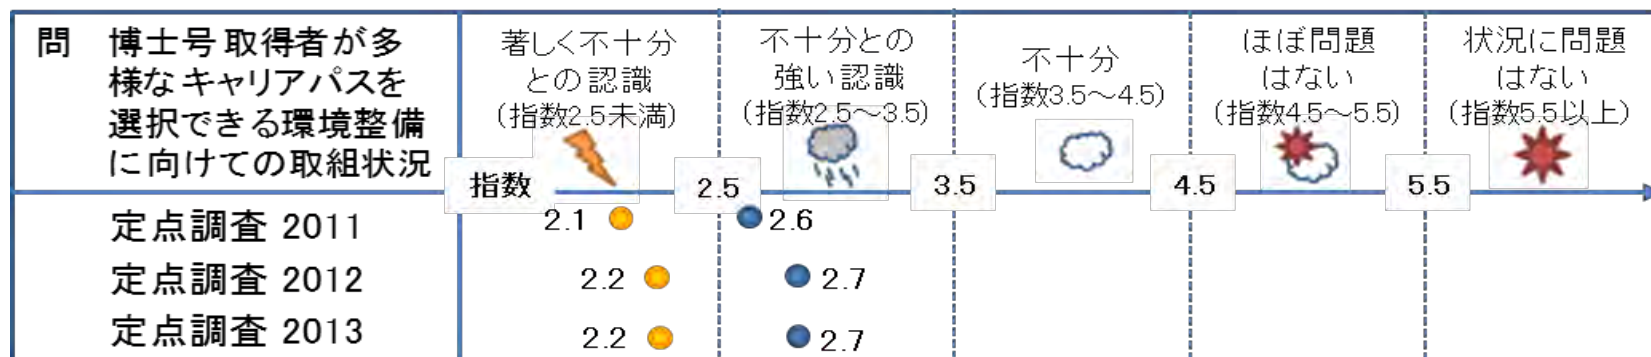 問 博士号取得者が多
様なキャリアパスを
選択できる環境整備
に向けての取組状況
著しく不十分
との認識
(指数2.5未満)
不十分との
強い認識
(指数2.5～3.5)
不十分
(指数3.5～4.5)
ほぼ問題
はない
(指数4.5～5.5)
状況に問題
はない
(指数5.5以上)
指数
2.5
3.5
4.5
5.5
定点調査 2011
2.1
2.6
定点調査 2012
2.2
2.7
定点調査 2013
2.2
2.7